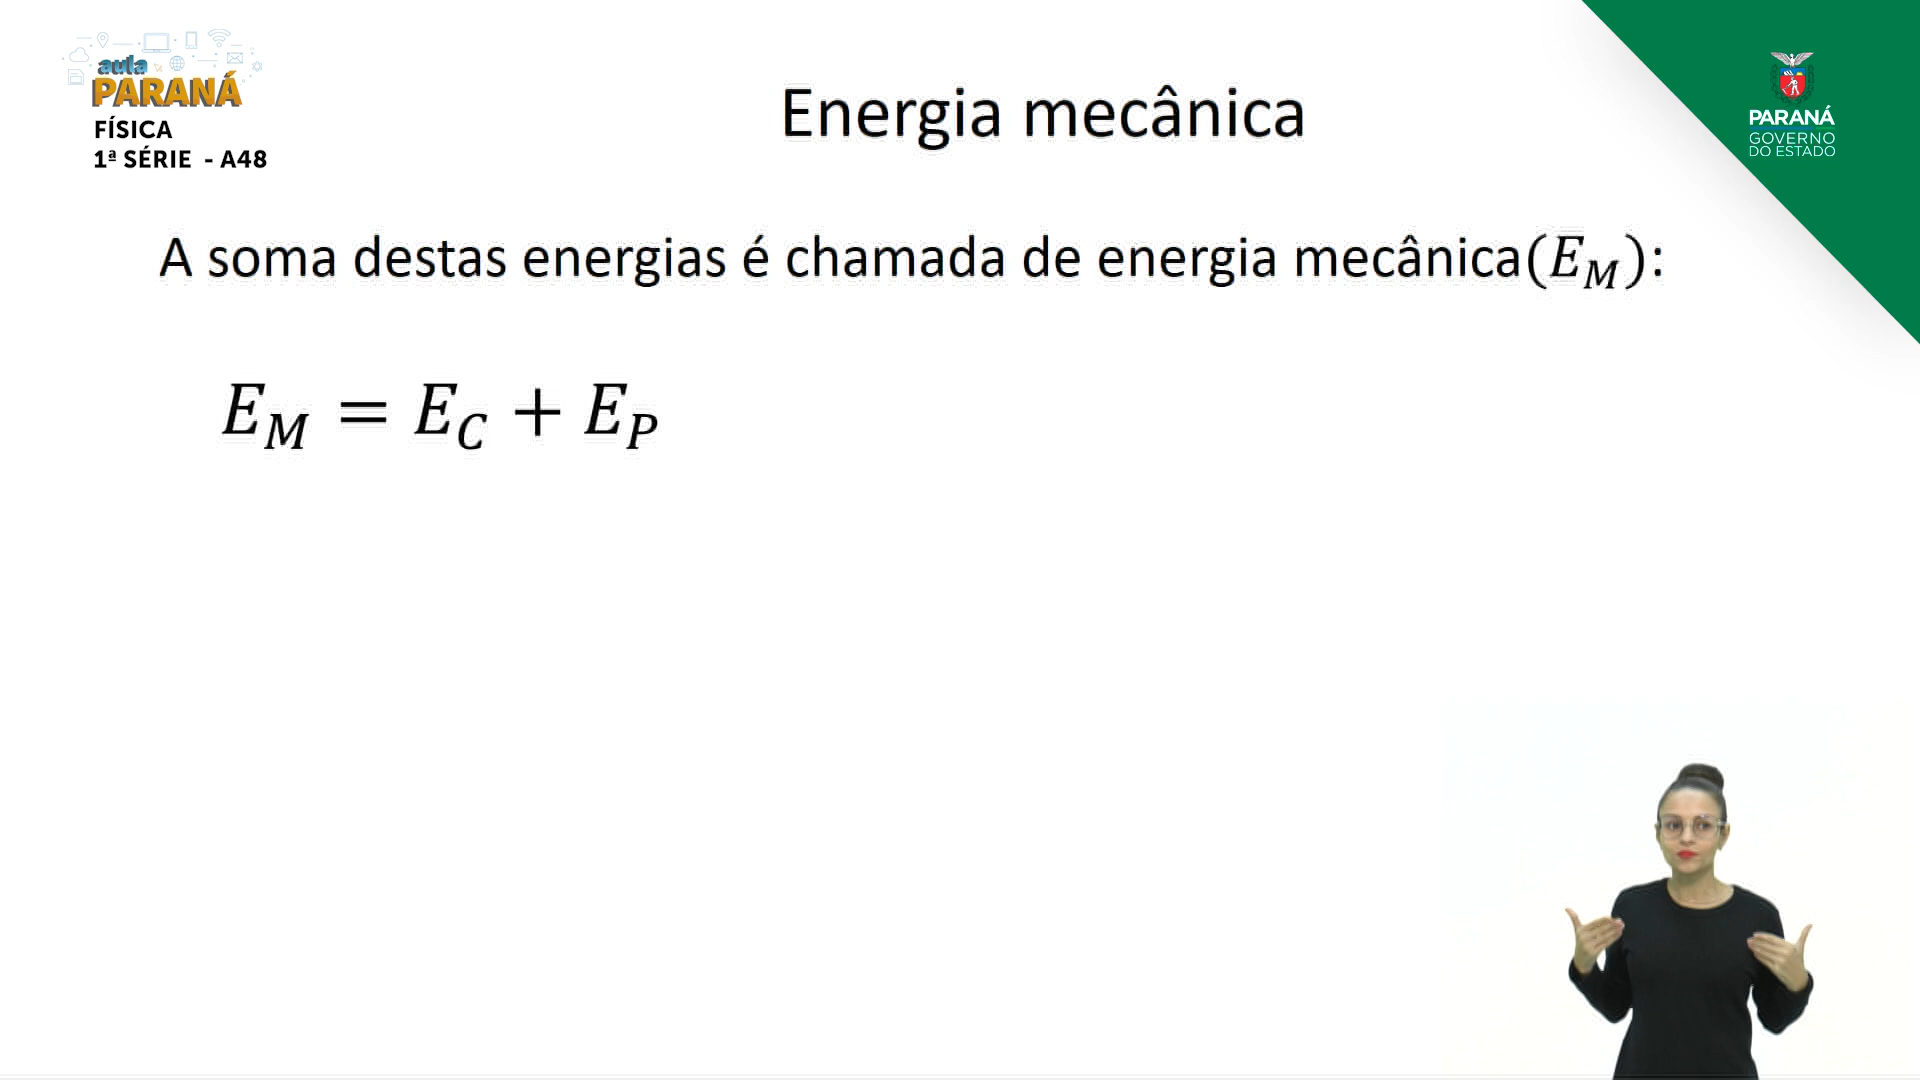 aula
PARANÁ
FÍSICA
1ª SÉRIE - A48
Energia mecânica
PARANÁ
GOVERNO
DO ESTADO
A soma destas energias é chamada de energia mecânica(E_M):
E_M = E_C + E_P